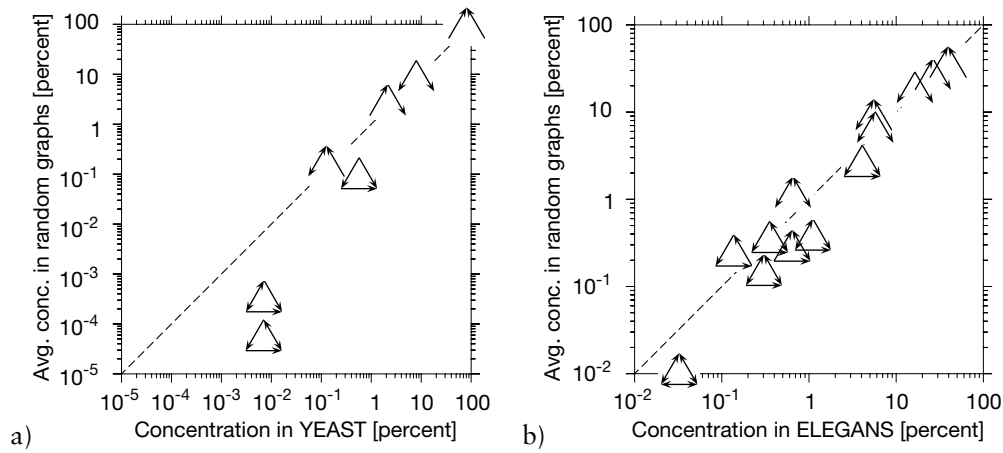 a)
Avg. conc. in random graphs [percent]
100
10
1
10⁻¹
10⁻²
10⁻³
10⁻⁴
10⁻⁵
10⁻⁵ 10⁻⁴ 10⁻³ 10⁻² 10⁻¹ 1 10 100
Concentration in YEAST [percent]
b)
Avg. conc. in random graphs [percent]
100
10
1
10⁻¹
10⁻²
10⁻² 10⁻¹ 1 10 100
Concentration in ELEGANS [percent]